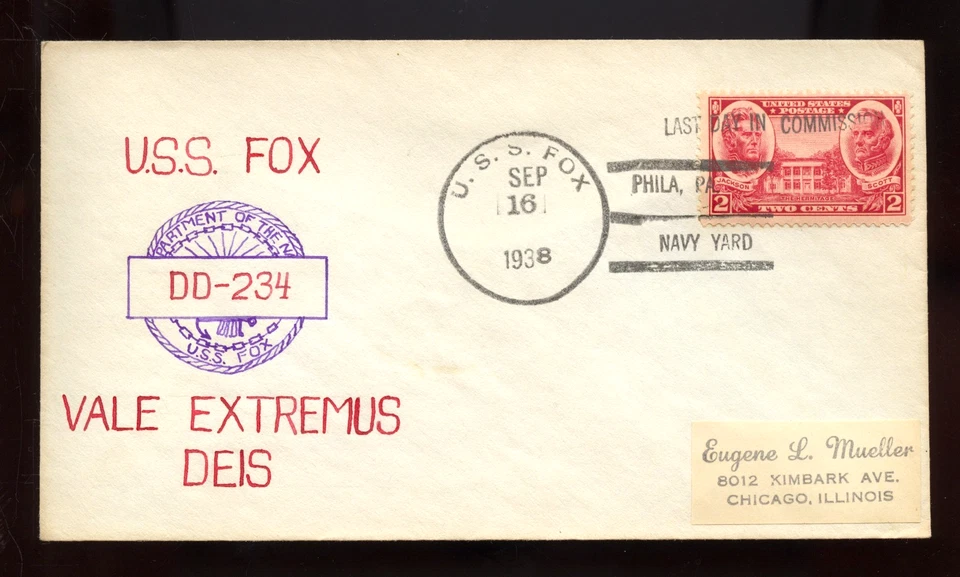 U.S.S. FOX
DEPARTMENT OF THE
DD-234
U.S.S. FOX
VALE EXTREMUS
DEIS
U. S. S. FOX
SEP
16
1938
LAST DAY IN COMMISSION
PHILA, PA.
NAVY YARD
UNITED STATES
POSTAGE
JACKSON
SCOTT
THE HERMITAGE
2 TWO CENTS 2
Eugene L. Mueller
8012 KIMBARK AVE.
CHICAGO, ILLINOIS